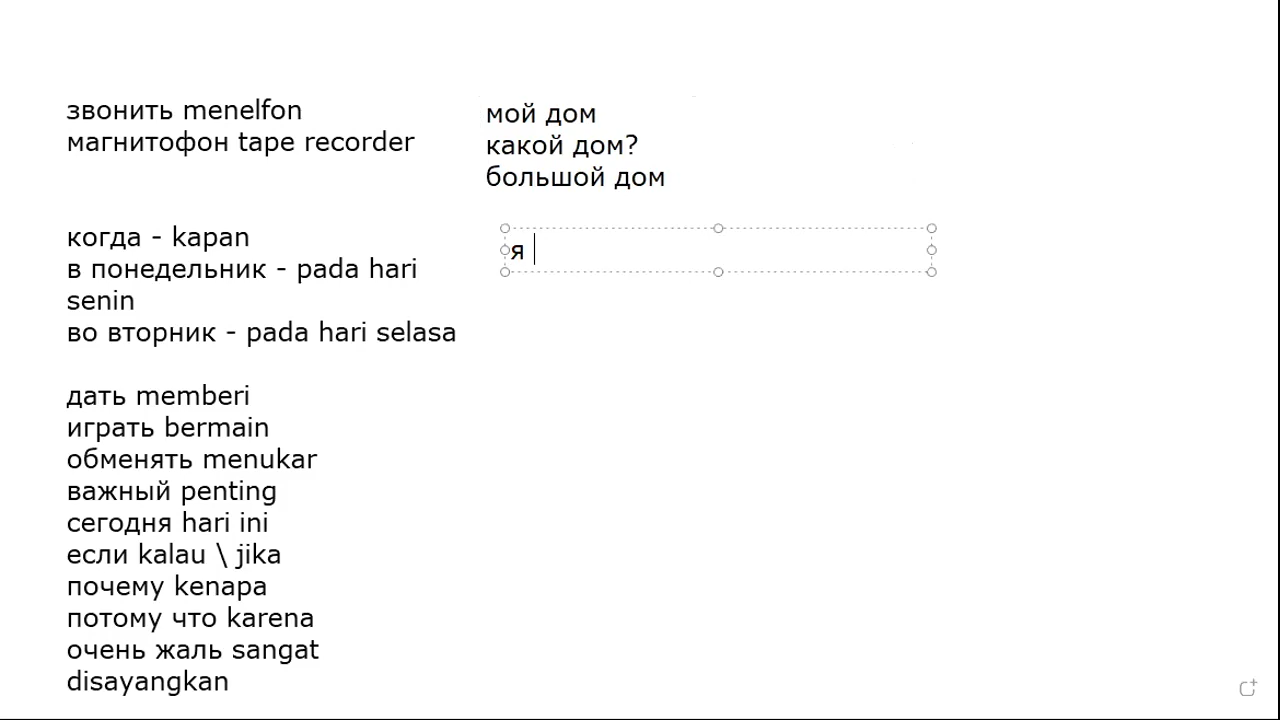 звонить menelfon
магнитофон tape recorder
когда - kapan
в понедельник - pada hari
senin
во вторник - pada hari selasa
дать memberi
играть bermain
обменять menukar
важный penting
сегодня hari ini
если kalau \ jika
почему kenapa
потому что karena
очень жаль sangat
disayangkan
мой дом
какой дом?
большой дом
я